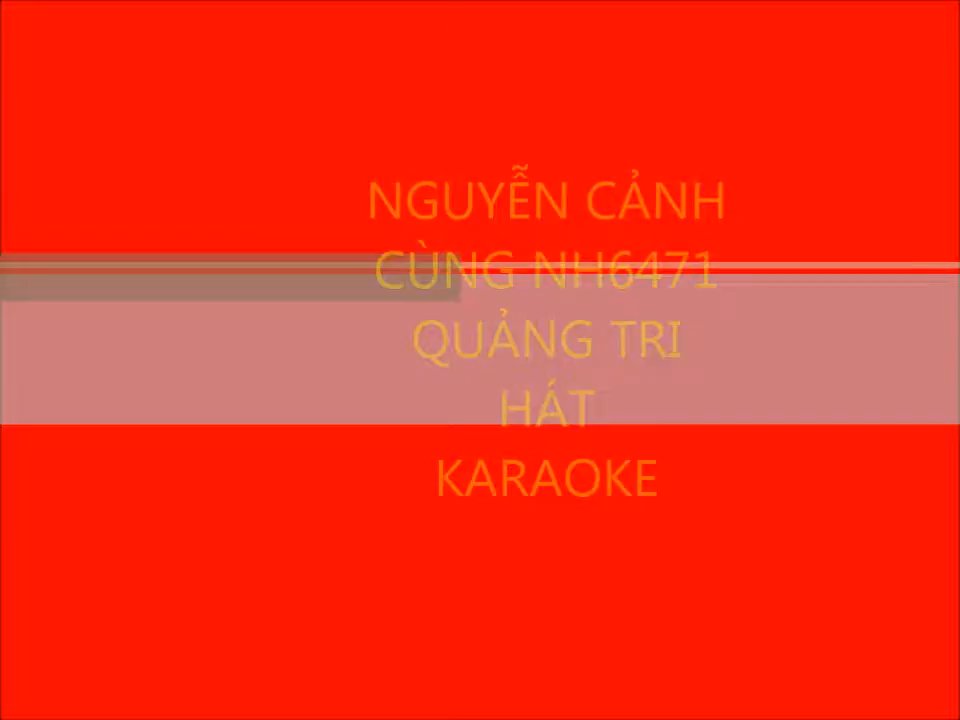 NGUYỄN CẢNH
CÙNG NH6471
QUẢNG TRI
HÁT
KARAOKE